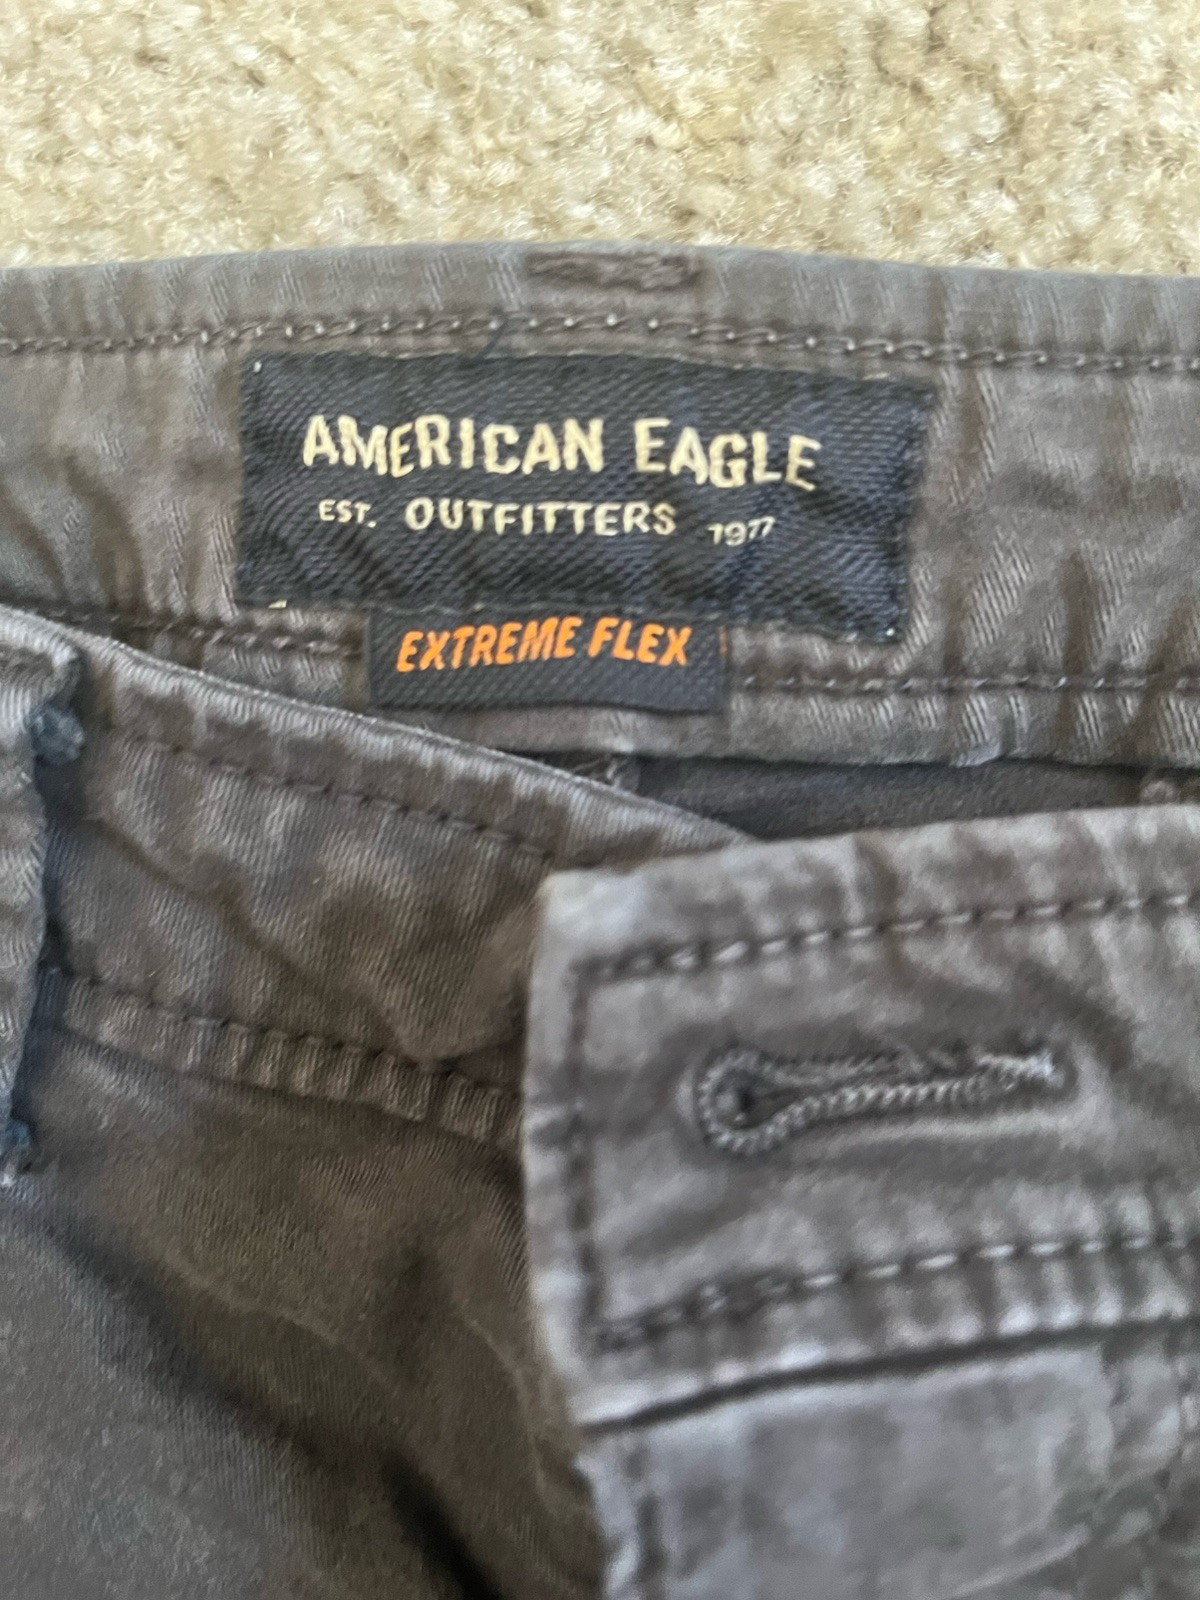 AMERICAN EAGLE
EST. OUTFITTERS 1977
EXTREME FLEX